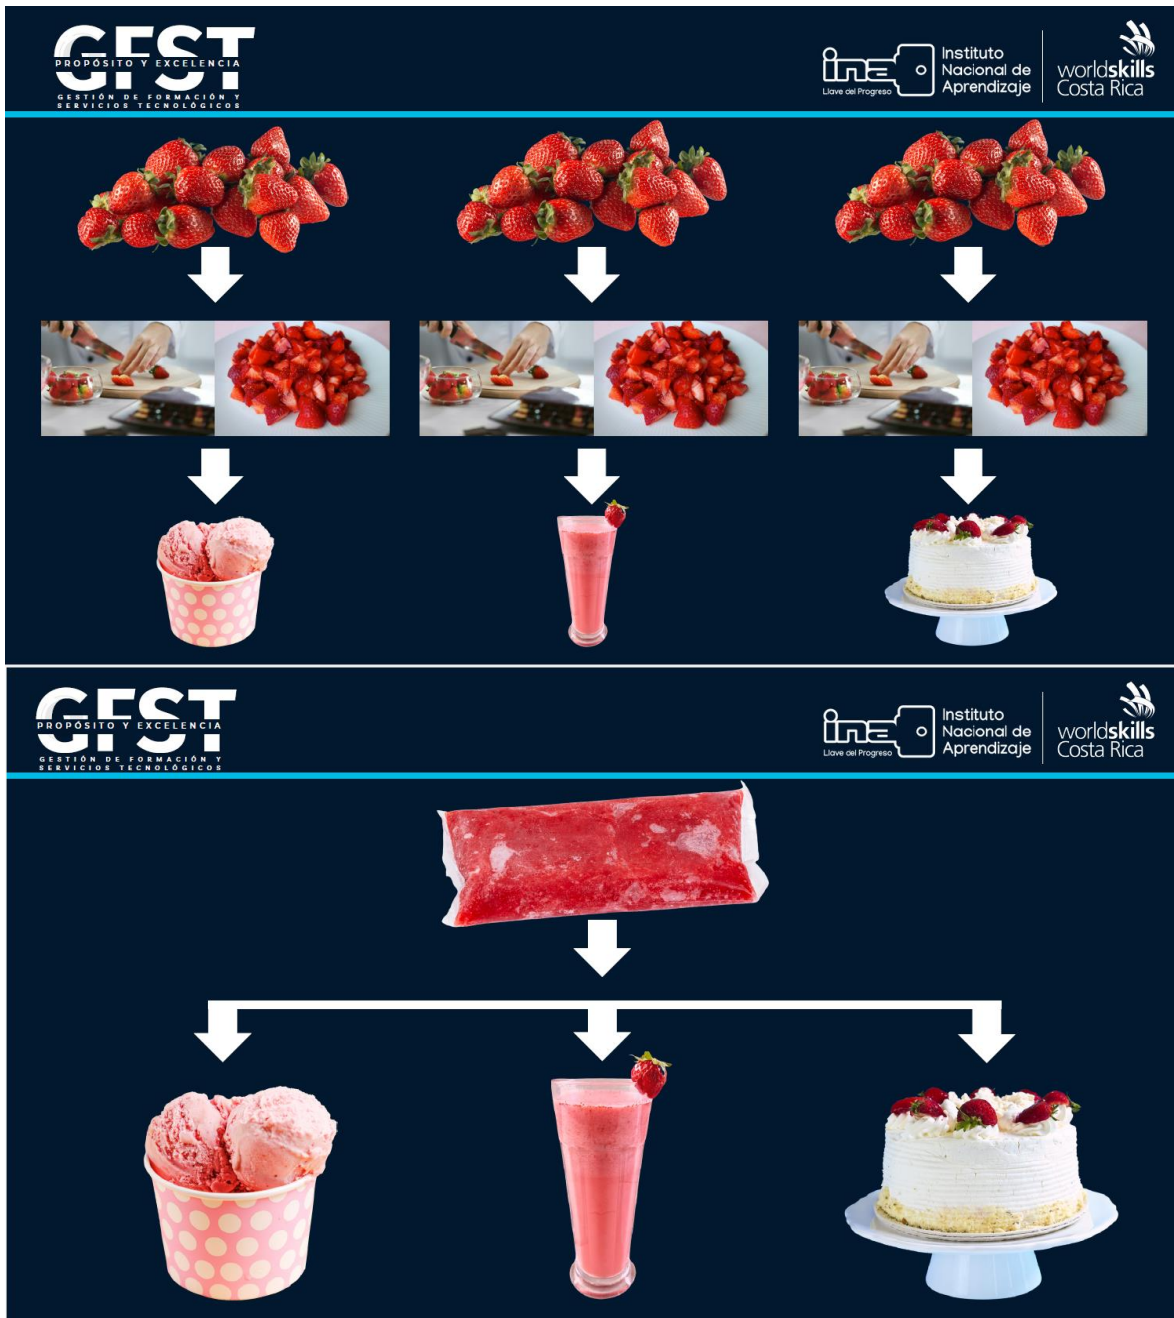 GFST
PROPÓSITO Y EXCELENCIA
GESTIÓN DE FORMACIÓN Y
SERVICIOS TECNOLÓGICOS
ina
Llave del Progreso
Instituto
Nacional de
Aprendizaje
worldskills
Costa Rica
GFST
PROPÓSITO Y EXCELENCIA
GESTIÓN DE FORMACIÓN Y
SERVICIOS TECNOLÓGICOS
ina
Llave del Progreso
Instituto
Nacional de
Aprendizaje
worldskills
Costa Rica